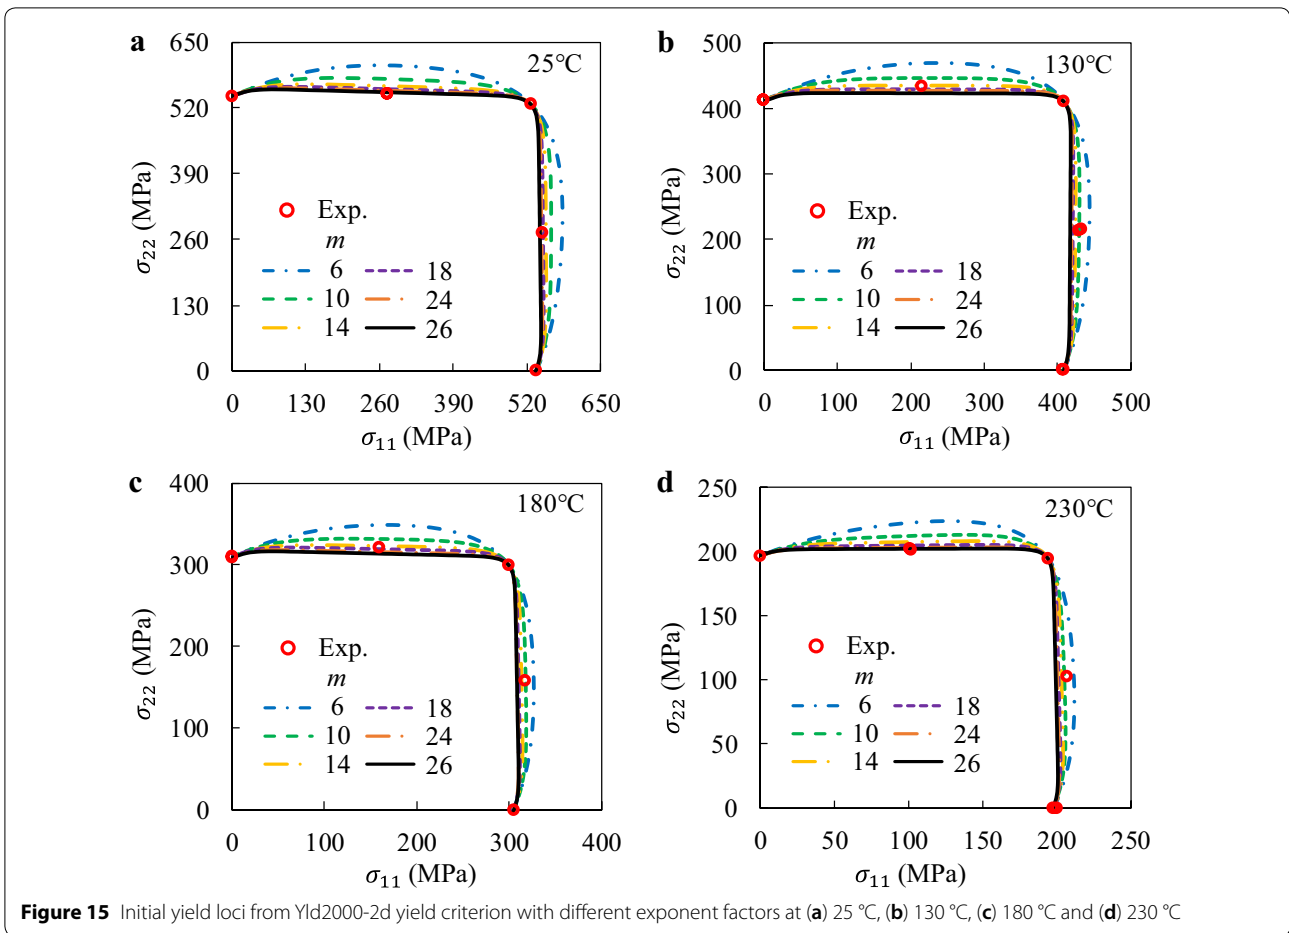 a
25℃
650
520
390
260
130
0
σ22 (MPa)
Exp.
m
6 18
10 24
14 26
0 130 260 390 520 650
σ11 (MPa)
b
130℃
500
400
300
200
100
0
σ22 (MPa)
Exp.
m
6 18
10 24
14 26
0 100 200 300 400 500
σ11 (MPa)
c
180℃
400
300
200
100
0
σ22 (MPa)
Exp.
m
6 18
10 24
14 26
0 100 200 300 400
σ11 (MPa)
d
230℃
250
200
150
100
50
0
σ22 (MPa)
Exp.
m
6 18
10 24
14 26
0 50 100 150 200 250
σ11 (MPa)
Figure 15 Initial yield loci from Yld2000-2d yield criterion with different exponent factors at (a) 25 °C, (b) 130 °C, (c) 180 °C and (d) 230 °C